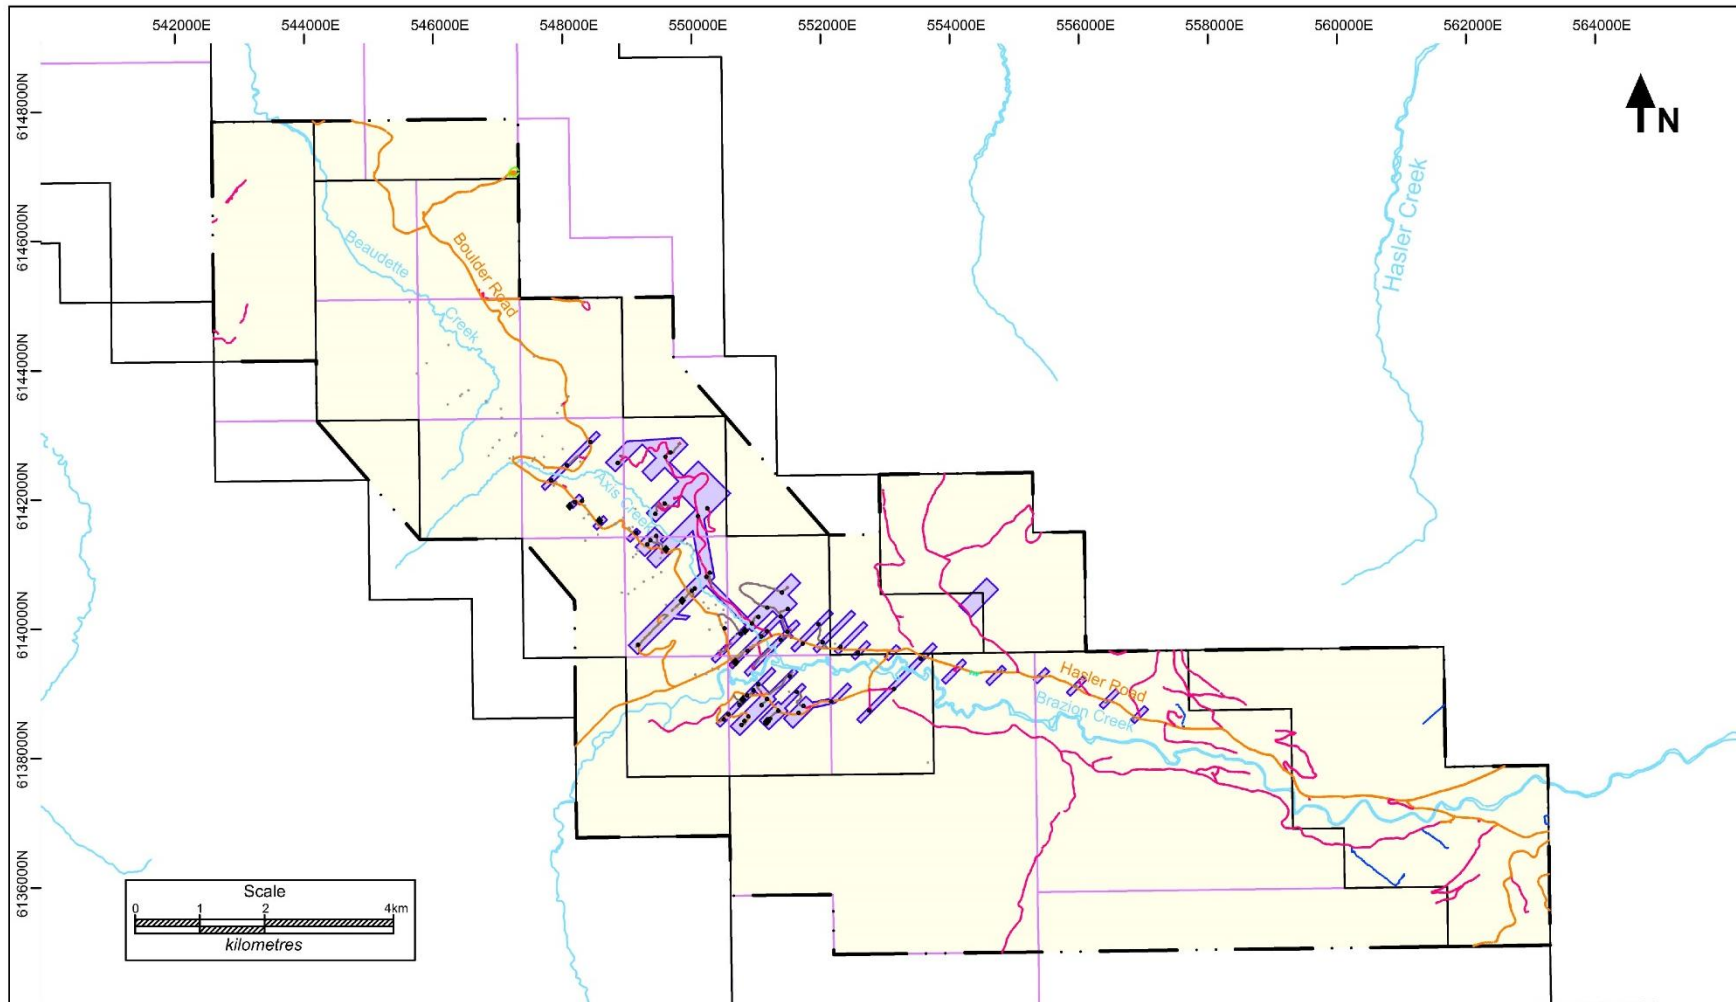 542000E
544000E
546000E
548000E
550000E
552000E
554000E
556000E
558000E
560000E
562000E
564000E
6148000N
6146000N
6144000N
6142000N
6140000N
6138000N
6136000N
N
Hasler Creek
Beaudette
Creek
Boulder Road
Axis Creek
Hasler Road
Brazion Creek
Scale
0 1 2 4km
kilometres